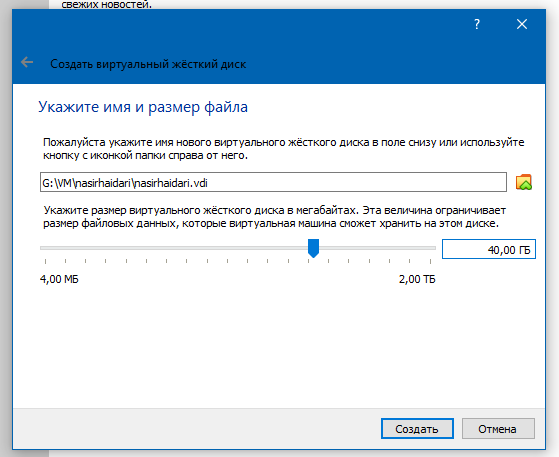 свежих новостей.
?
Создать виртуальный жёсткий диск
Укажите имя и размер файла
Пожалуйста укажите имя нового виртуального жёсткого диска в поле снизу или используйте
кнопку с иконкой папки справа от него.
G:\VM\nasirhaidari\nasirhaidari.vdi
Укажите размер виртуального жёсткого диска в мегабайтах. Эта величина ограничивает
размер файловых данных, которые виртуальная машина сможет хранить на этом диске.
40,00 ГБ
4,00 МБ
2,00 ТБ
Создать
Отмена